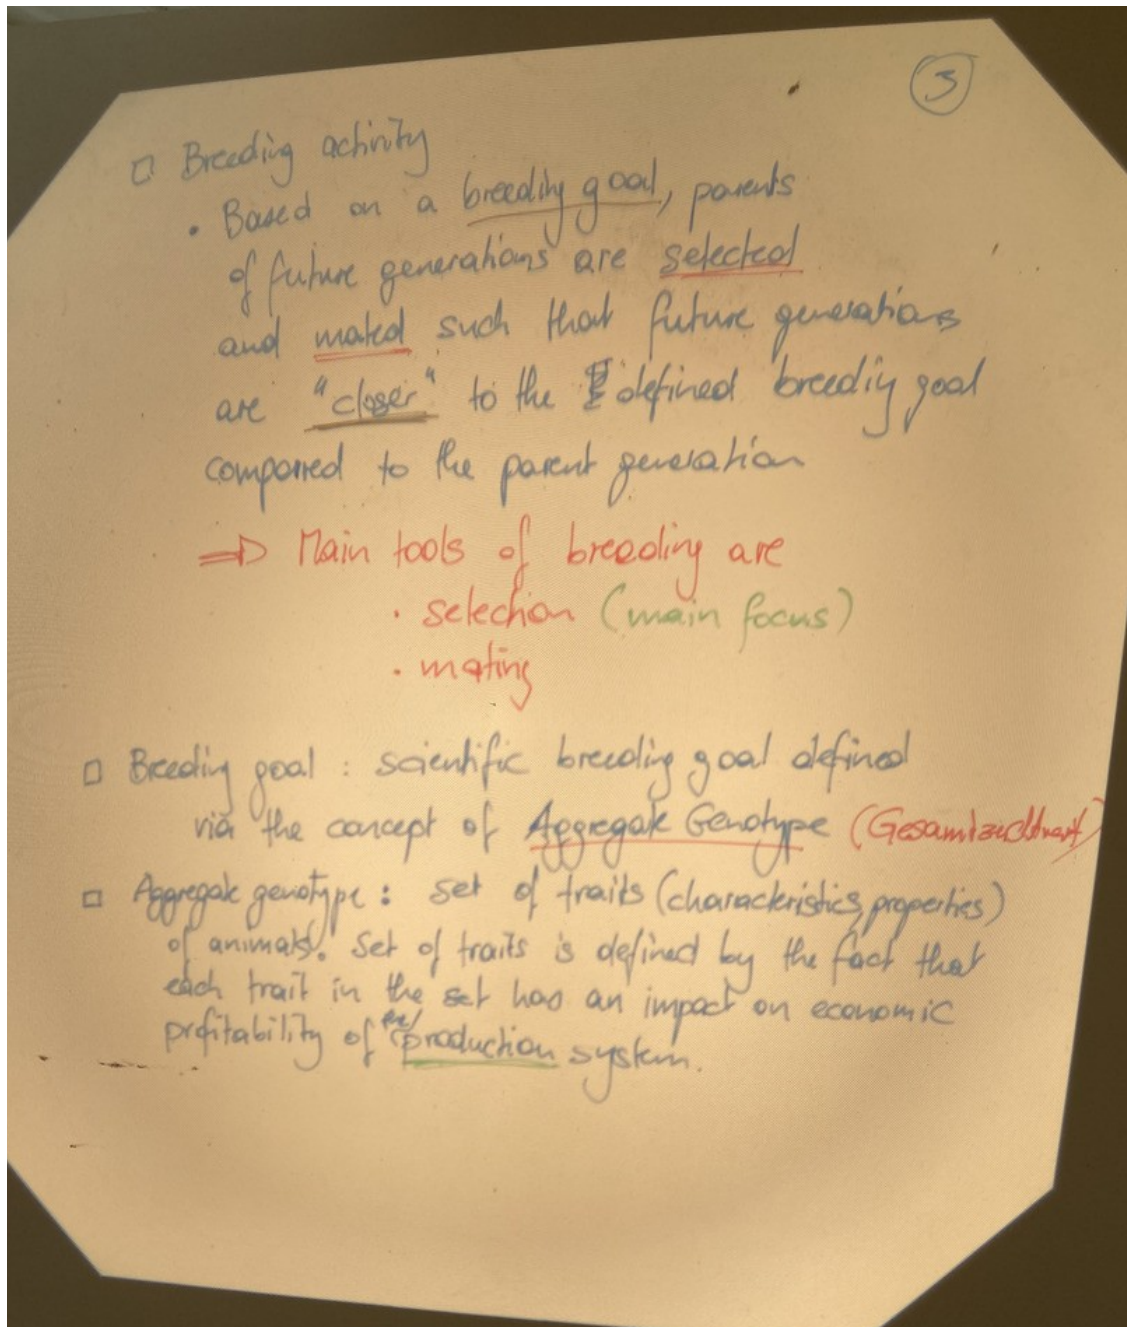 3
□ Breeding activity
• Based on a breeding goal, parents
of future generations are selected
and mated such that future generations
are "closer" to the defined breediy goal
compared to the parent generation
⇒ Main tools of breeding are
• selection (main focus)
• mating
□ Breeding goal : scientific breeding goal defined
via the concept of Aggregate Genotype (Gesamtzuchtwert)
□ Aggregate genotype : set of traits (characteristics, properties)
of animals. Set of traits is defined by the fact that
each trait in the set has an impact on economic
profitability of production system.